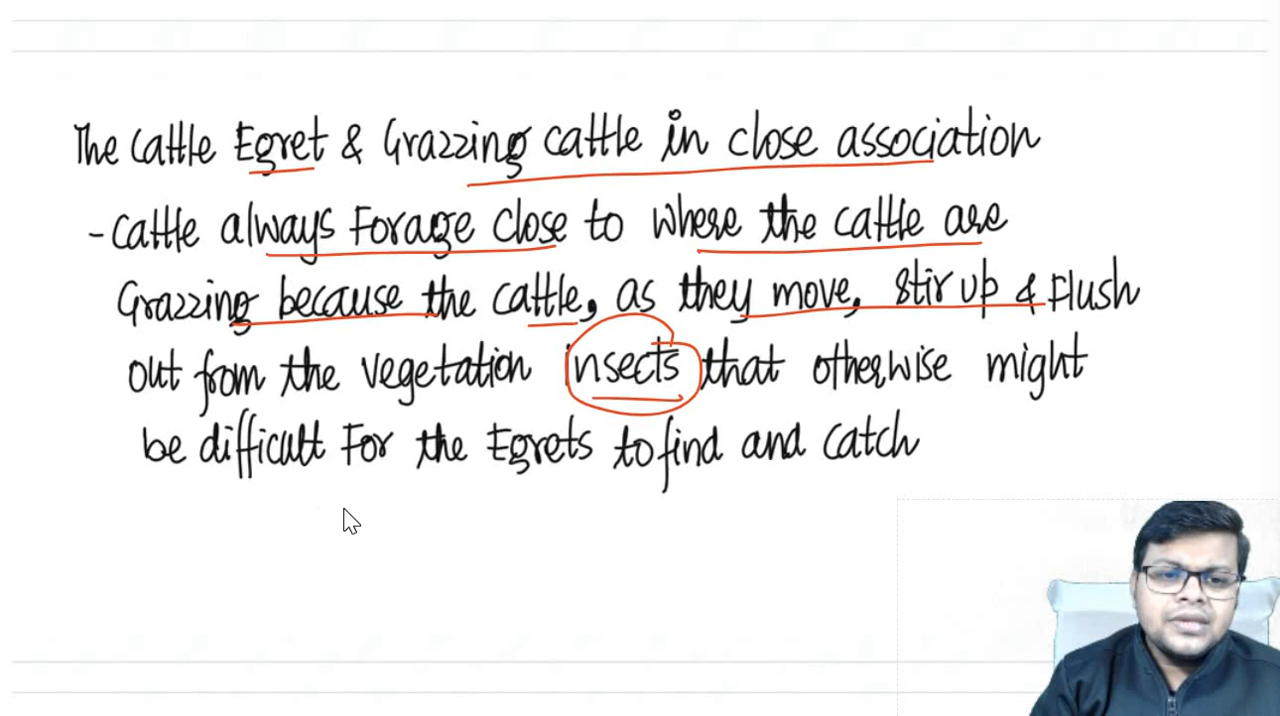 The Cattle Egret & Grazzing cattle in close association
- Cattle always Forage close to where the cattle are
Grazzing because the cattle, as they move, stir up & Flush
out from the vegetation insects that otherwise might
be difficult For the Egrets to find and catch